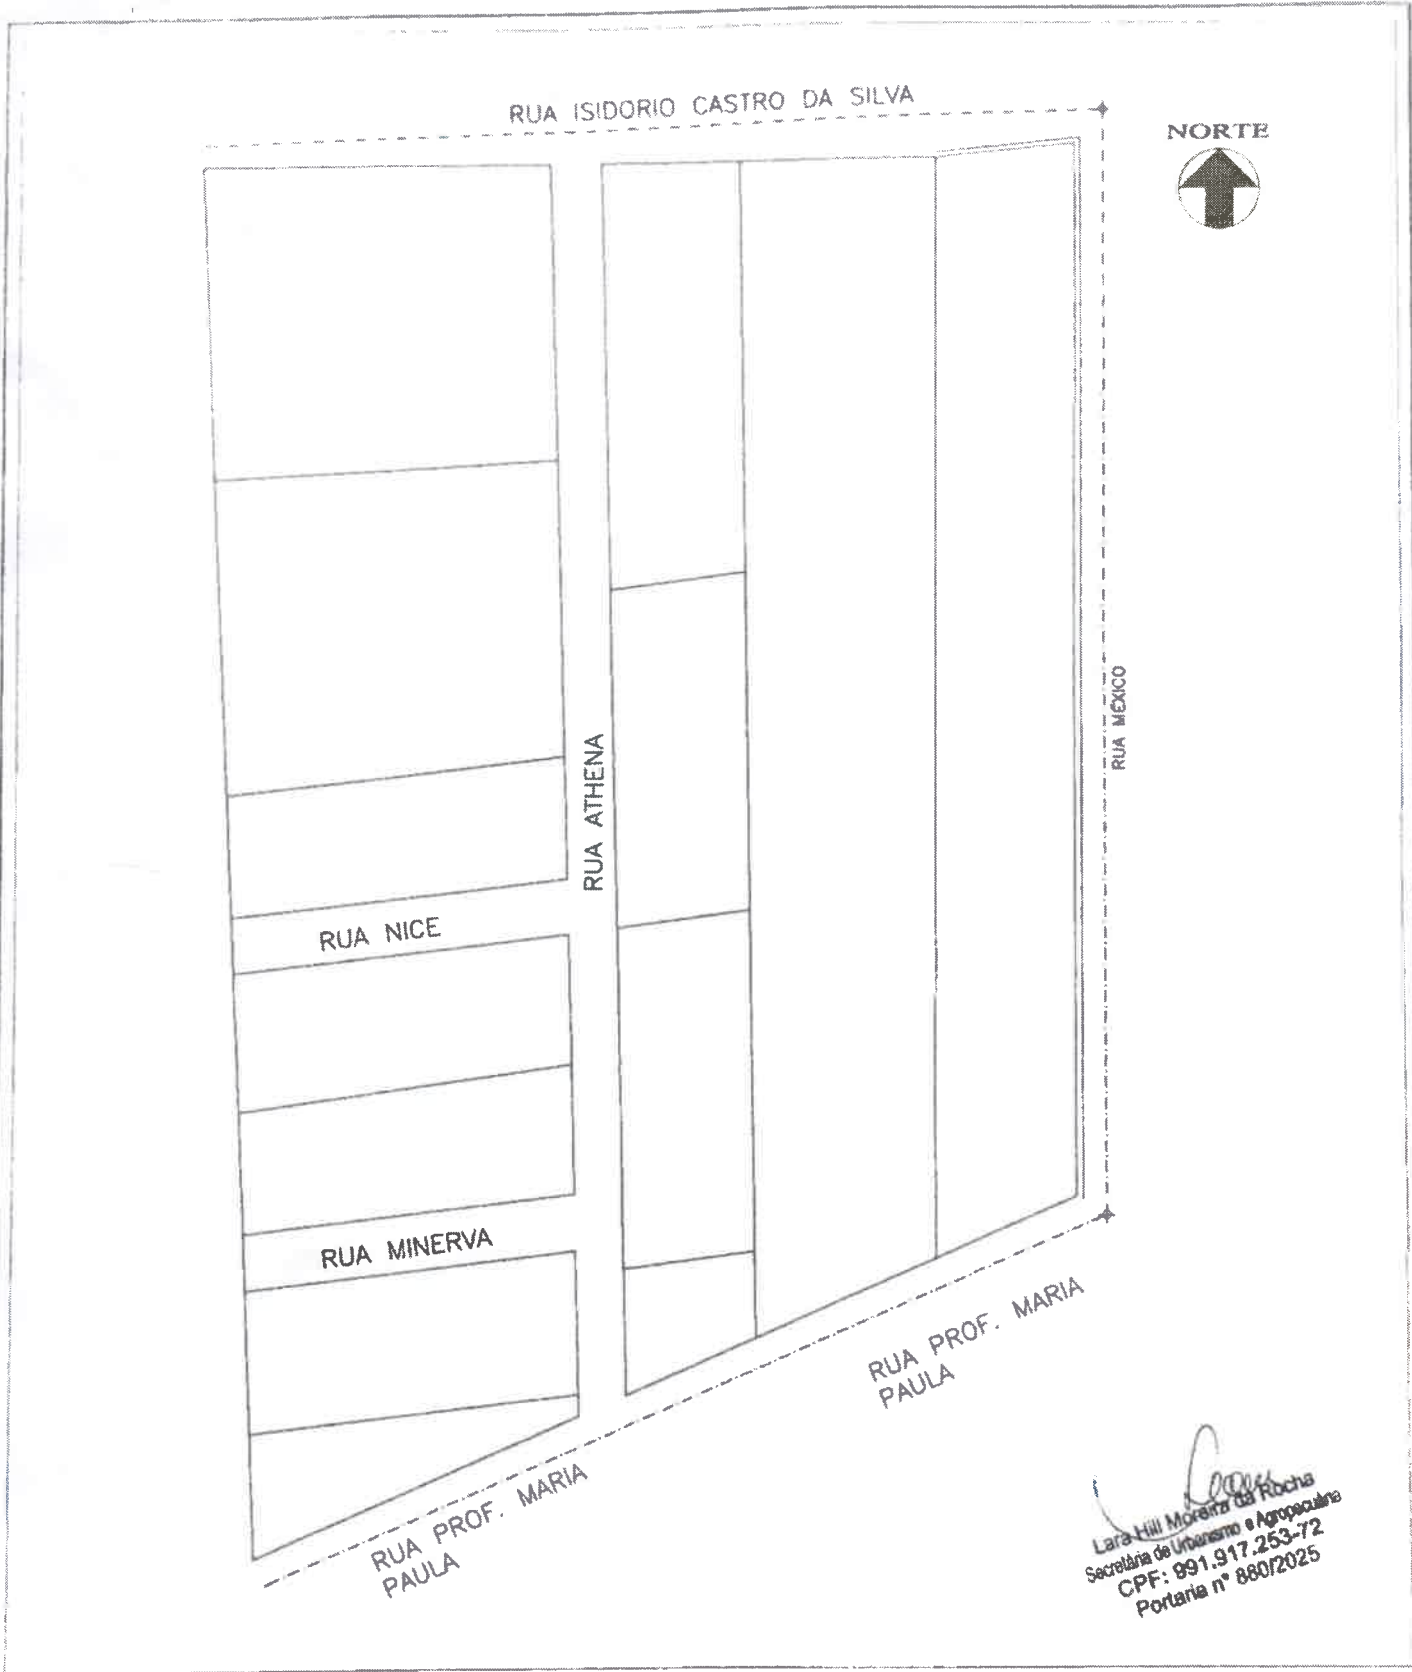 RUA ISIDORIO CASTRO DA SILVA
NORTE
RUA MÉXICO
RUA ATHENA
RUA NICE
RUA MINERVA
RUA PROF. MARIA
PAULA
RUA PROF. MARIA
PAULA
Lara Hill Moreira da Rocha
Secretária de Urbanismo e Agropecuária
CPF: 991.917.253-72
Portaria n° 880/2025